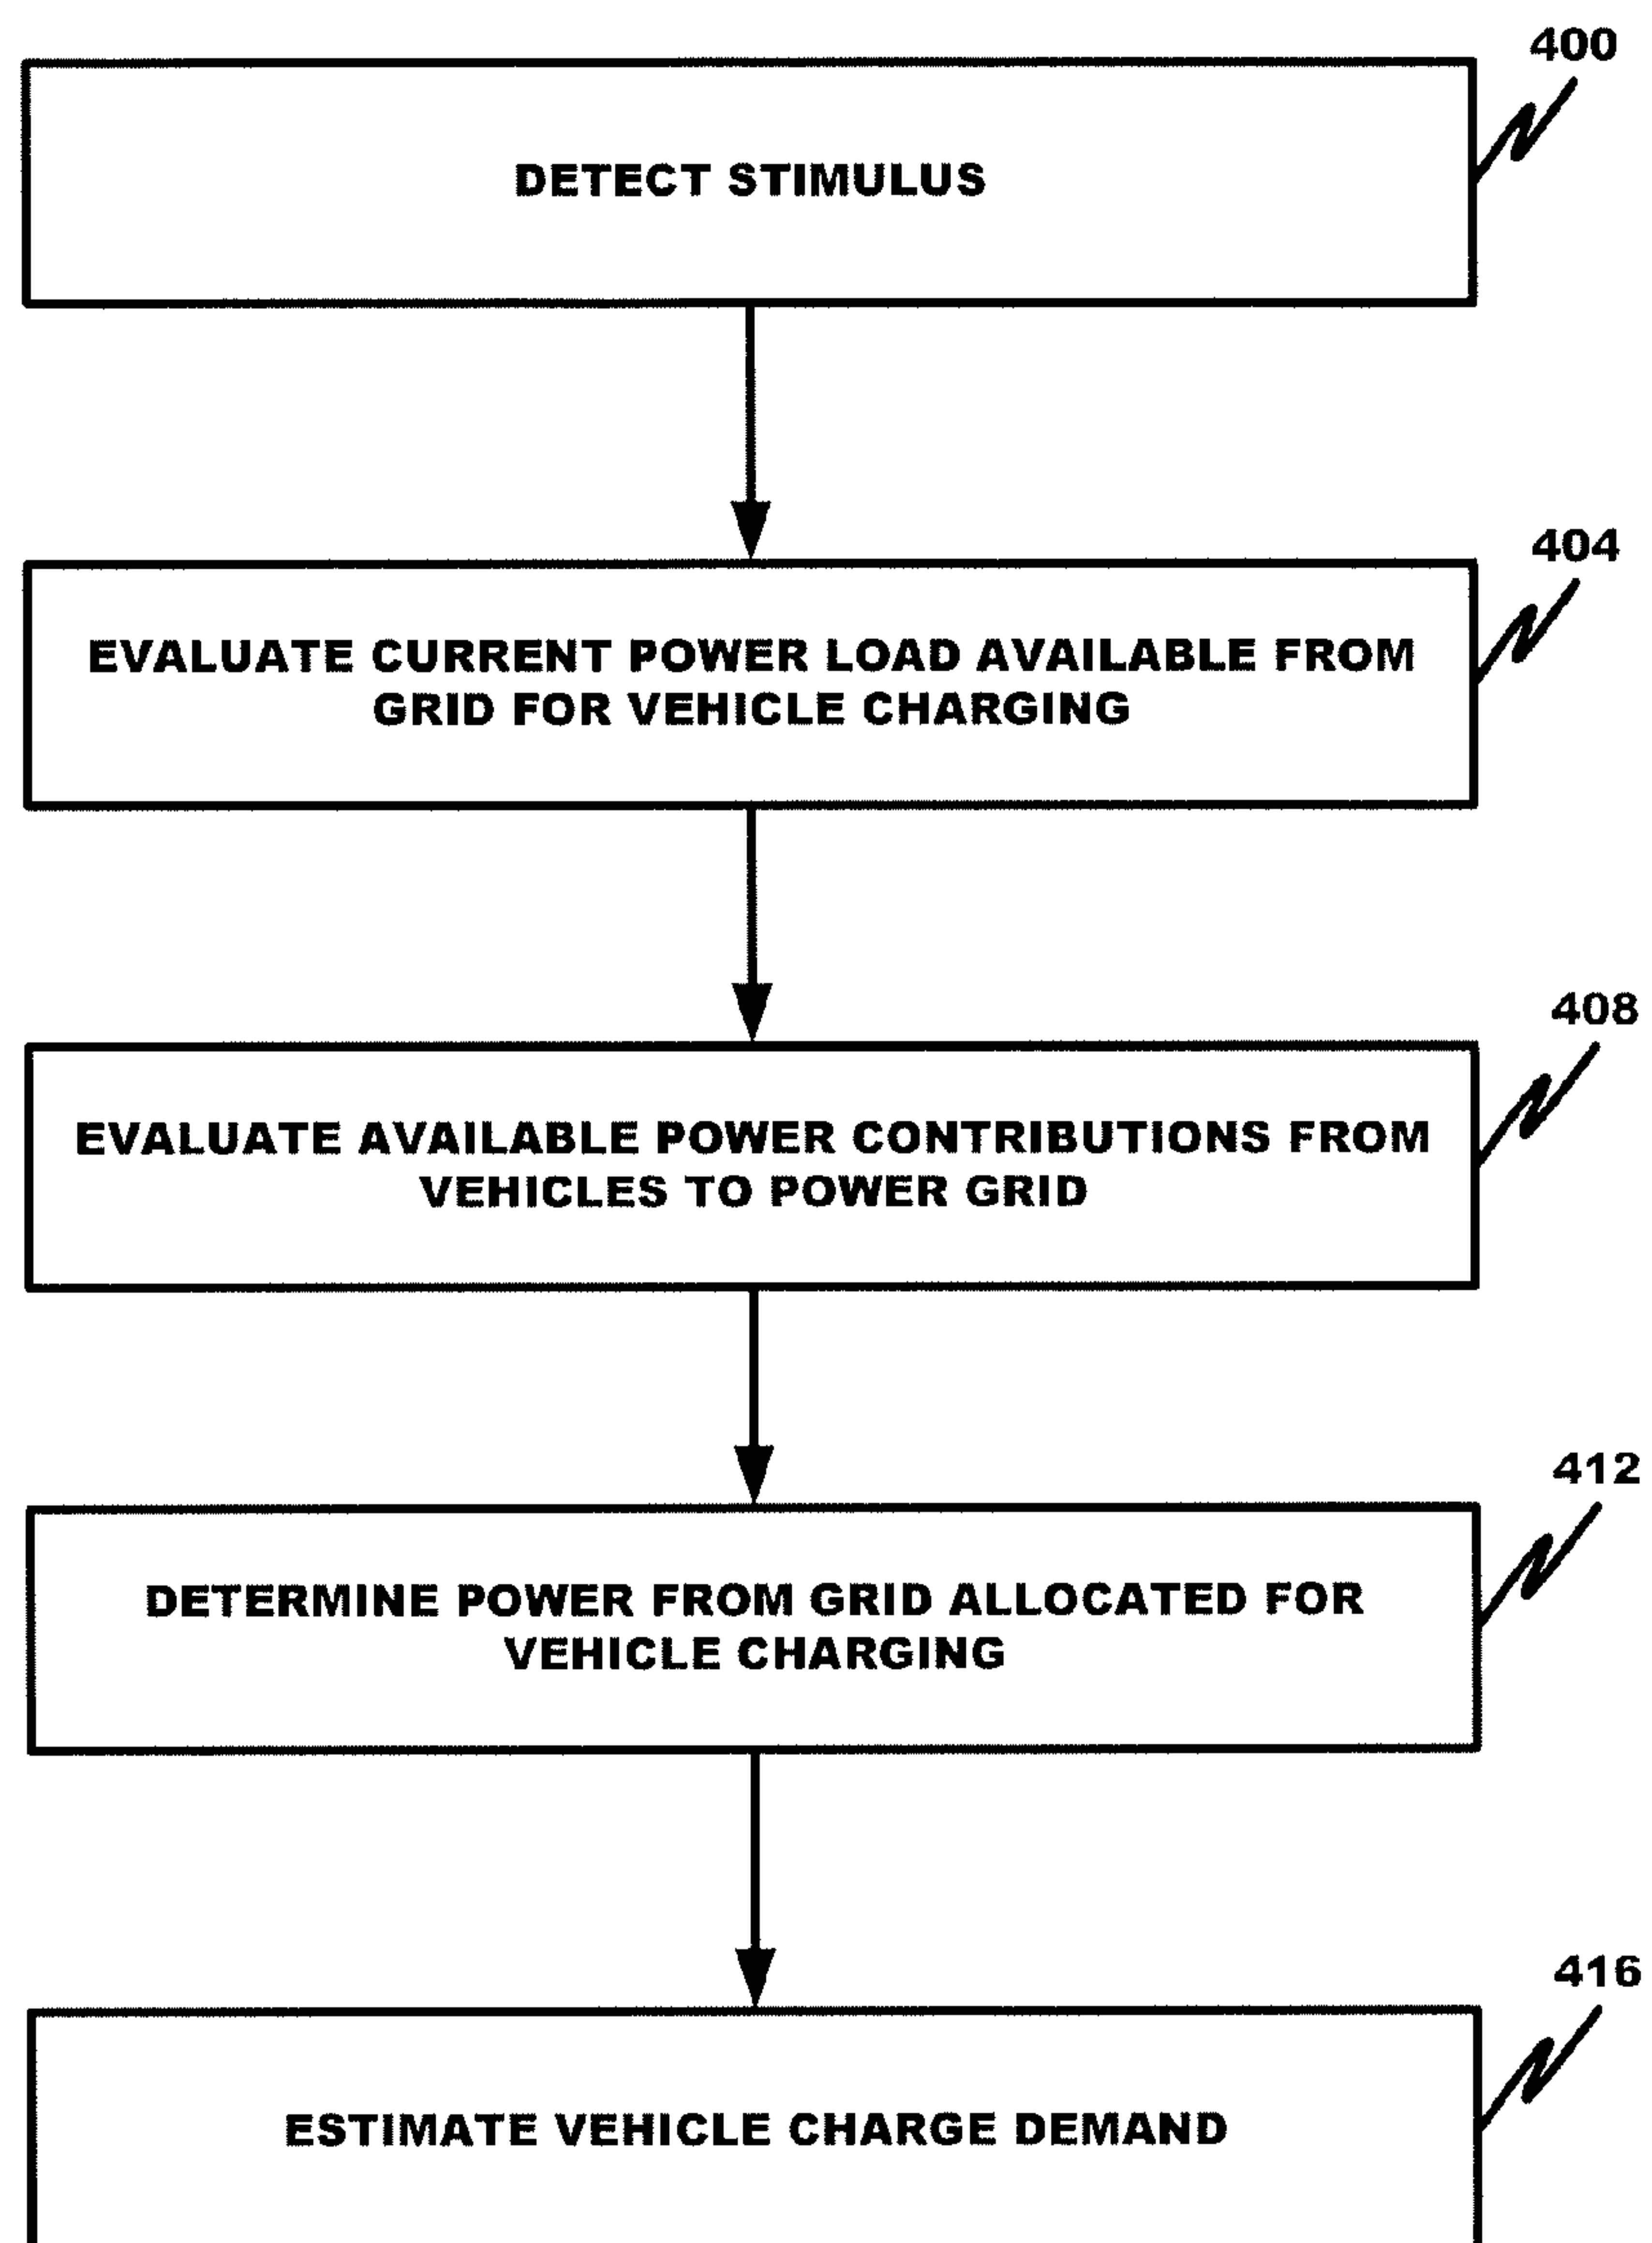 400
DETECT STIMULUS
404
EVALUATE CURRENT POWER LOAD AVAILABLE FROM
GRID FOR VEHICLE CHARGING
408
EVALUATE AVAILABLE POWER CONTRIBUTIONS FROM
VEHICLES TO POWER GRID
412
DETERMINE POWER FROM GRID ALLOCATED FOR
VEHICLE CHARGING
416
ESTIMATE VEHICLE CHARGE DEMAND